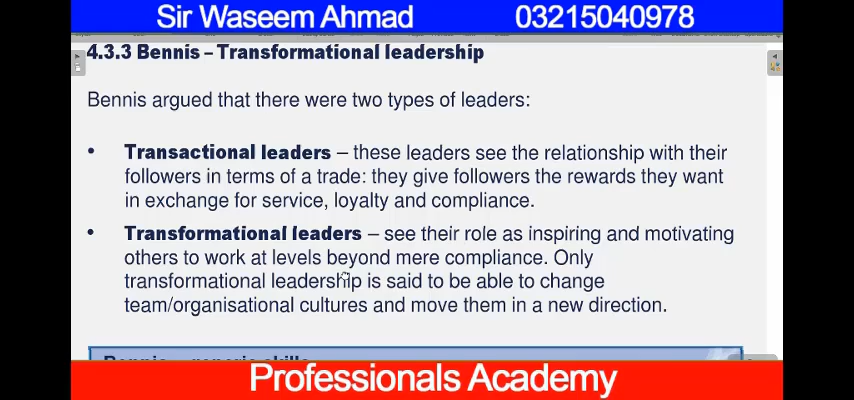 Sir Waseem Ahmad 03215040978
4.3.3 Bennis – Transformational leadership
Bennis argued that there were two types of leaders:
• Transactional leaders – these leaders see the relationship with their
followers in terms of a trade: they give followers the rewards they want
in exchange for service, loyalty and compliance.
• Transformational leaders – see their role as inspiring and motivating
others to work at levels beyond mere compliance. Only
transformational leadership is said to be able to change
team/organisational cultures and move them in a new direction.
Bennis – generic skills
Professionals Academy